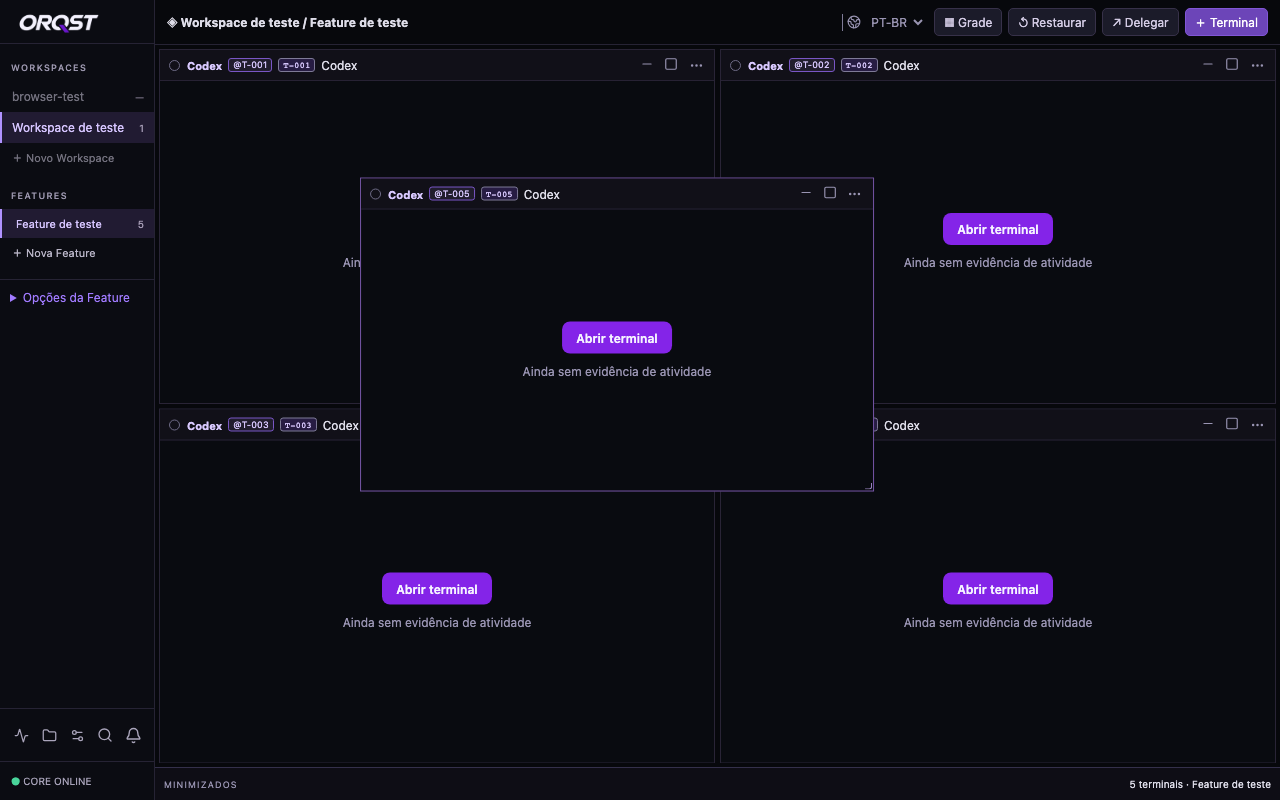 ORQST
WORKSPACES
browser-test
Workspace de teste 1
+ Novo Workspace
FEATURES
Feature de teste 5
+ Nova Feature
Opções da Feature
CORE ONLINE
Workspace de teste / Feature de teste
PT-BR
Grade
Restaurar
Delegar
+ Terminal
Codex @T-001 T-001 Codex
Ain
Codex @T-002 T-002 Codex
Abrir terminal
Ainda sem evidência de atividade
Codex @T-005 T-005 Codex
Abrir terminal
Ainda sem evidência de atividade
Codex @T-003 T-003 Codex
Abrir terminal
Ainda sem evidência de atividade
Codex
Abrir terminal
Ainda sem evidência de atividade
MINIMIZADOS
5 terminais · Feature de teste